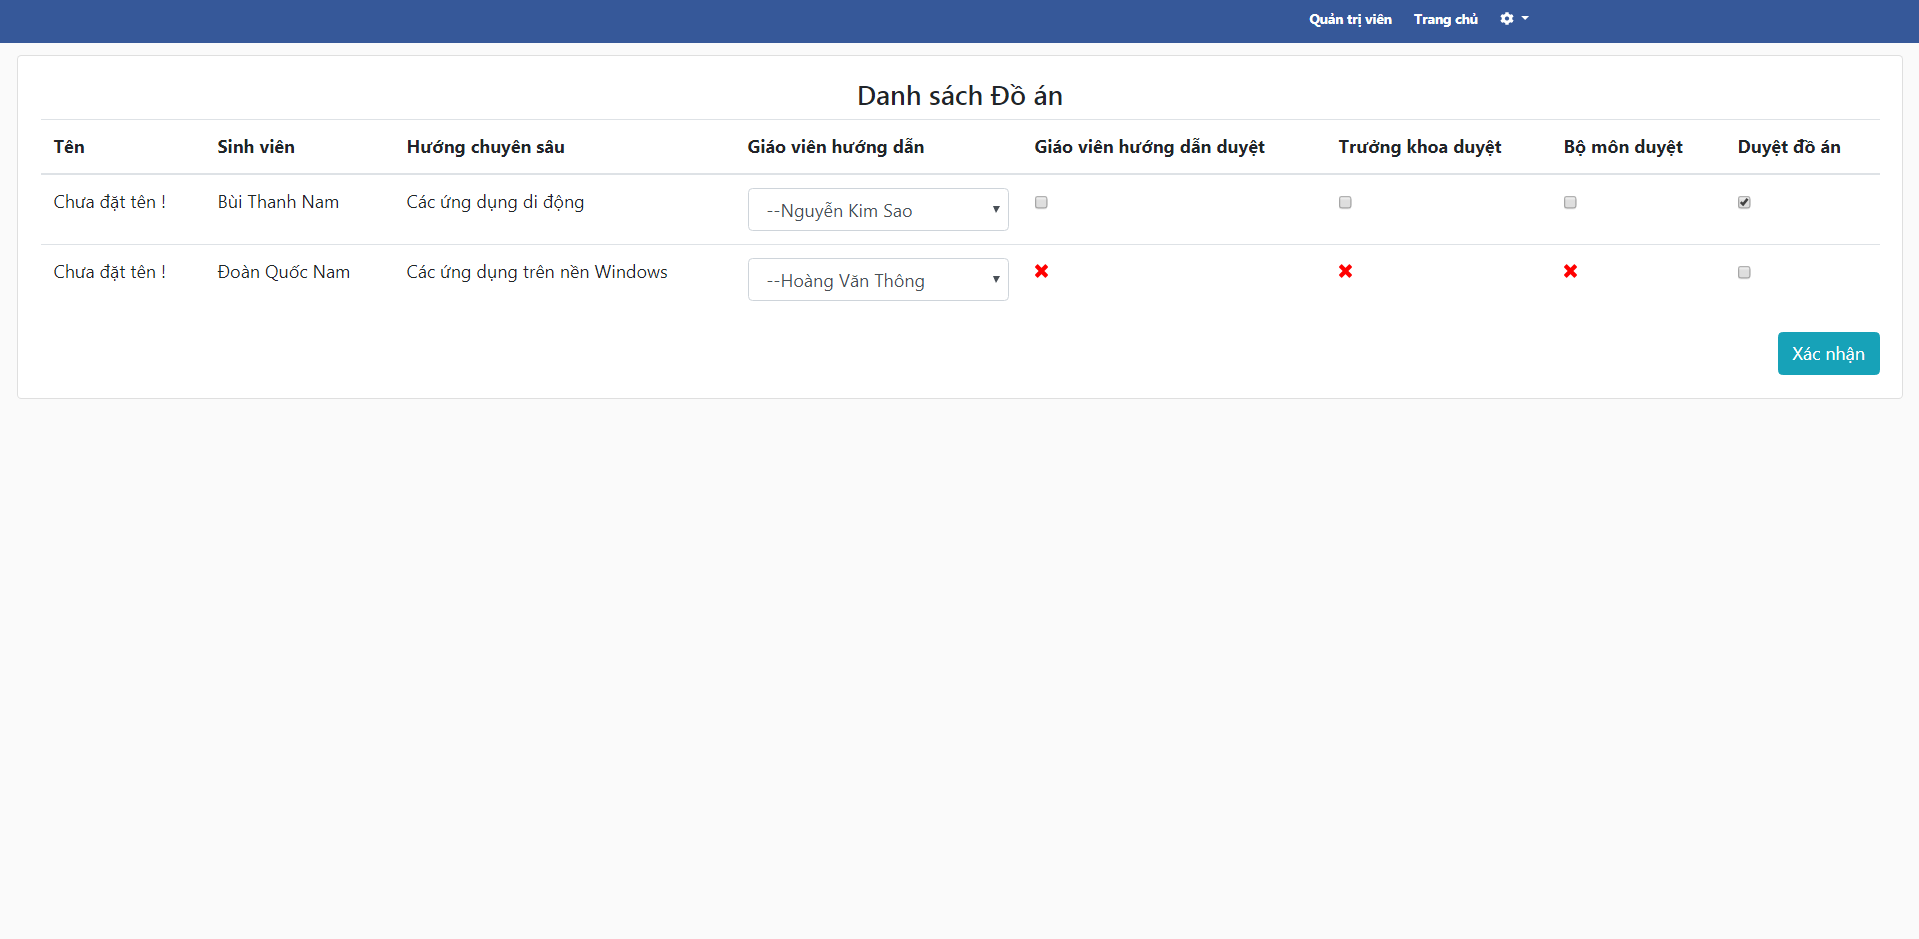 Quản trị viên Trang chủ
Danh sách Đồ án
Tên Sinh viên Hướng chuyên sâu Giáo viên hướng dẫn Giáo viên hướng dẫn duyệt Trưởng khoa duyệt Bộ môn duyệt Duyệt đồ án
Chưa đặt tên ! Bùi Thanh Nam Các ứng dụng di động --Nguyễn Kim Sao
Chưa đặt tên ! Đoàn Quốc Nam Các ứng dụng trên nền Windows --Hoàng Văn Thông
Xác nhận